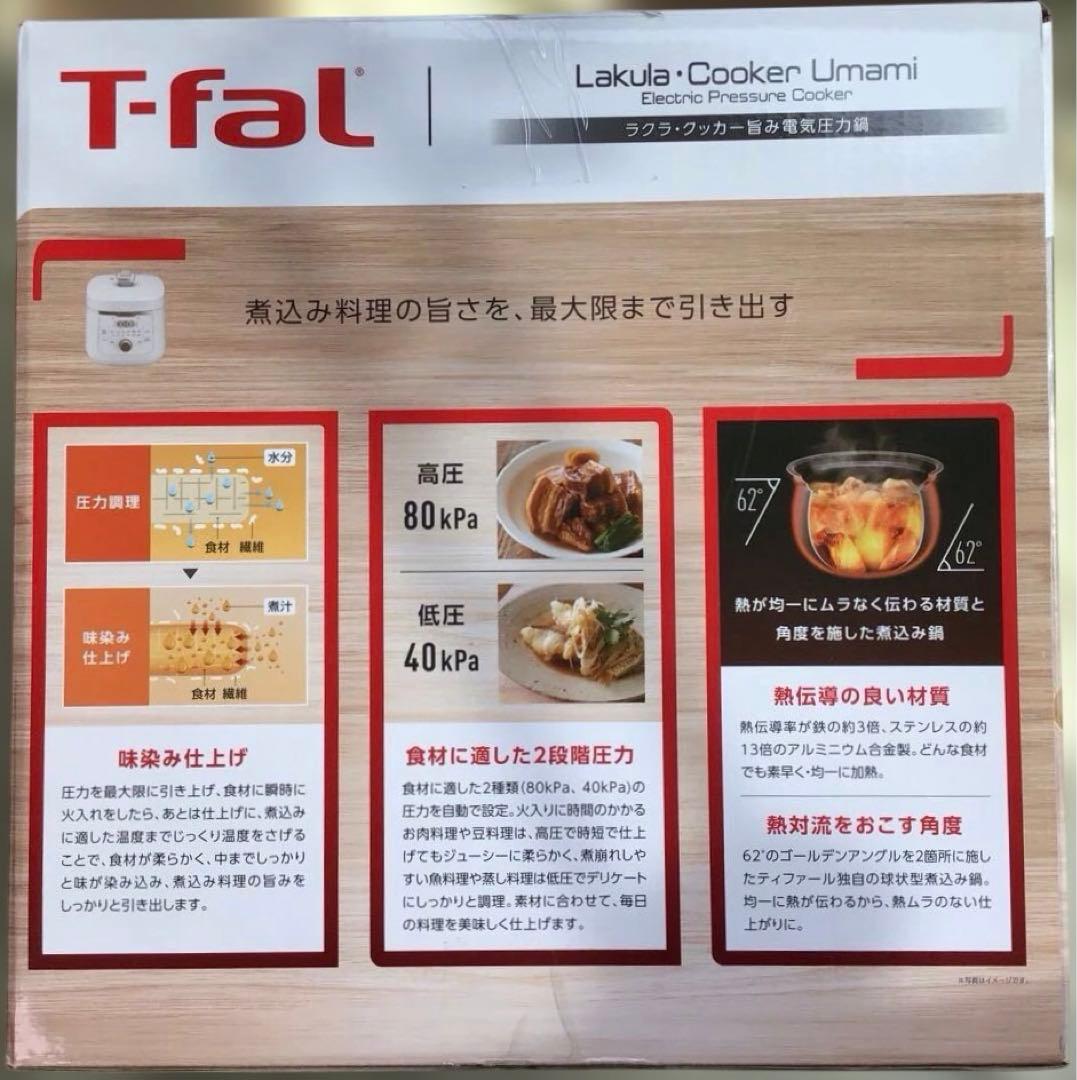 T-fal®
Lakula・Cooker Umami
Electric Pressure Cooker
ラクラ・クッカー旨み電気圧力鍋
煮込み料理の旨さを、最大限まで引き出す
圧力調理
水分
食材 繊維
味染み
仕上げ
煮汁
食材 繊維
味染み仕上げ
圧力を最大限に引き上げ、食材に瞬時に
火入れをしたら、あとは仕上げに、煮込み
に適した温度までじっくり温度をさげる
ことで、食材が柔らかく、中までしっかり
と味が染み込み、煮込み料理の旨みを
しっかりと引き出します。
高圧
80kPa
低圧
40kPa
食材に適した2段階圧力
食材に適した2種類(80kPa、40kPa)の
圧力を自動で設定。火入りに時間のかかる
お肉料理や豆料理は、高圧で時短で仕上
げてもジューシーに柔らかく、煮崩れしや
すい魚料理や蒸し料理は低圧でデリケート
にしっかりと調理。素材に合わせて、毎日
の料理を美味しく仕上げます。
62°
62°
熱が均一にムラなく伝わる材質と
角度を施した煮込み鍋
熱伝導の良い材質
熱伝導率が鉄の約3倍、ステンレスの約
13倍のアルミニウム合金製。どんな食材
でも素早く・均一に加熱。
熱対流をおこす角度
62°のゴールデンアングルを2箇所に施し
たティファール独自の球状型煮込み鍋。
均一に熱が伝わるから、熱ムラのない仕
上がりに。
※写真はイメージです。